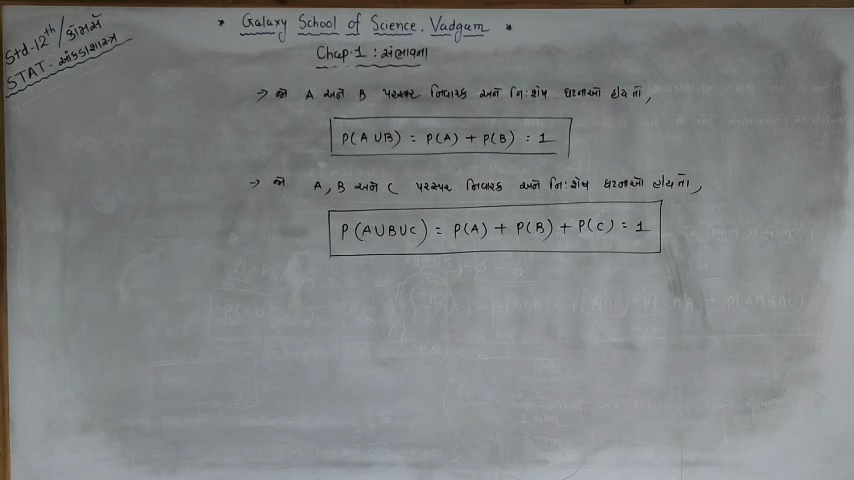 * Galaxy School of Science, Vadgam *
Std-12th/કોમર્સ
STAT - આંકડાશાસ્ત્ર
Chap-1 : સંભાવના
→ જો A અને B પરસ્પર નિવારક અને નિ:શેષ ઘટનાઓ હોય તો,
P(A∪B) = P(A) + P(B) = 1
→ જો A, B અને C પરસ્પર નિવારક અને નિ:શેષ ઘટનાઓ હોય તો,
P(A∪B∪C) = P(A) + P(B) + P(C) = 1